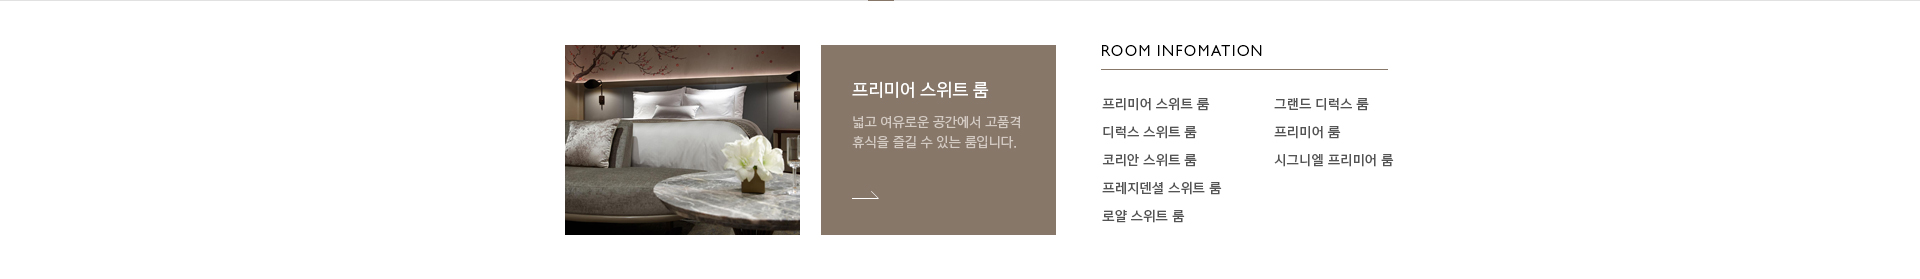 프리미어 스위트 룸
넓고 여유로운 공간에서 고품격
휴식을 즐길 수 있는 룸입니다.
ROOM INFOMATION
프리미어 스위트 룸
디럭스 스위트 룸
코리안 스위트 룸
프레지덴셜 스위트 룸
로얄 스위트 룸
그랜드 디럭스 룸
프리미어 룸
시그니엘 프리미어 룸